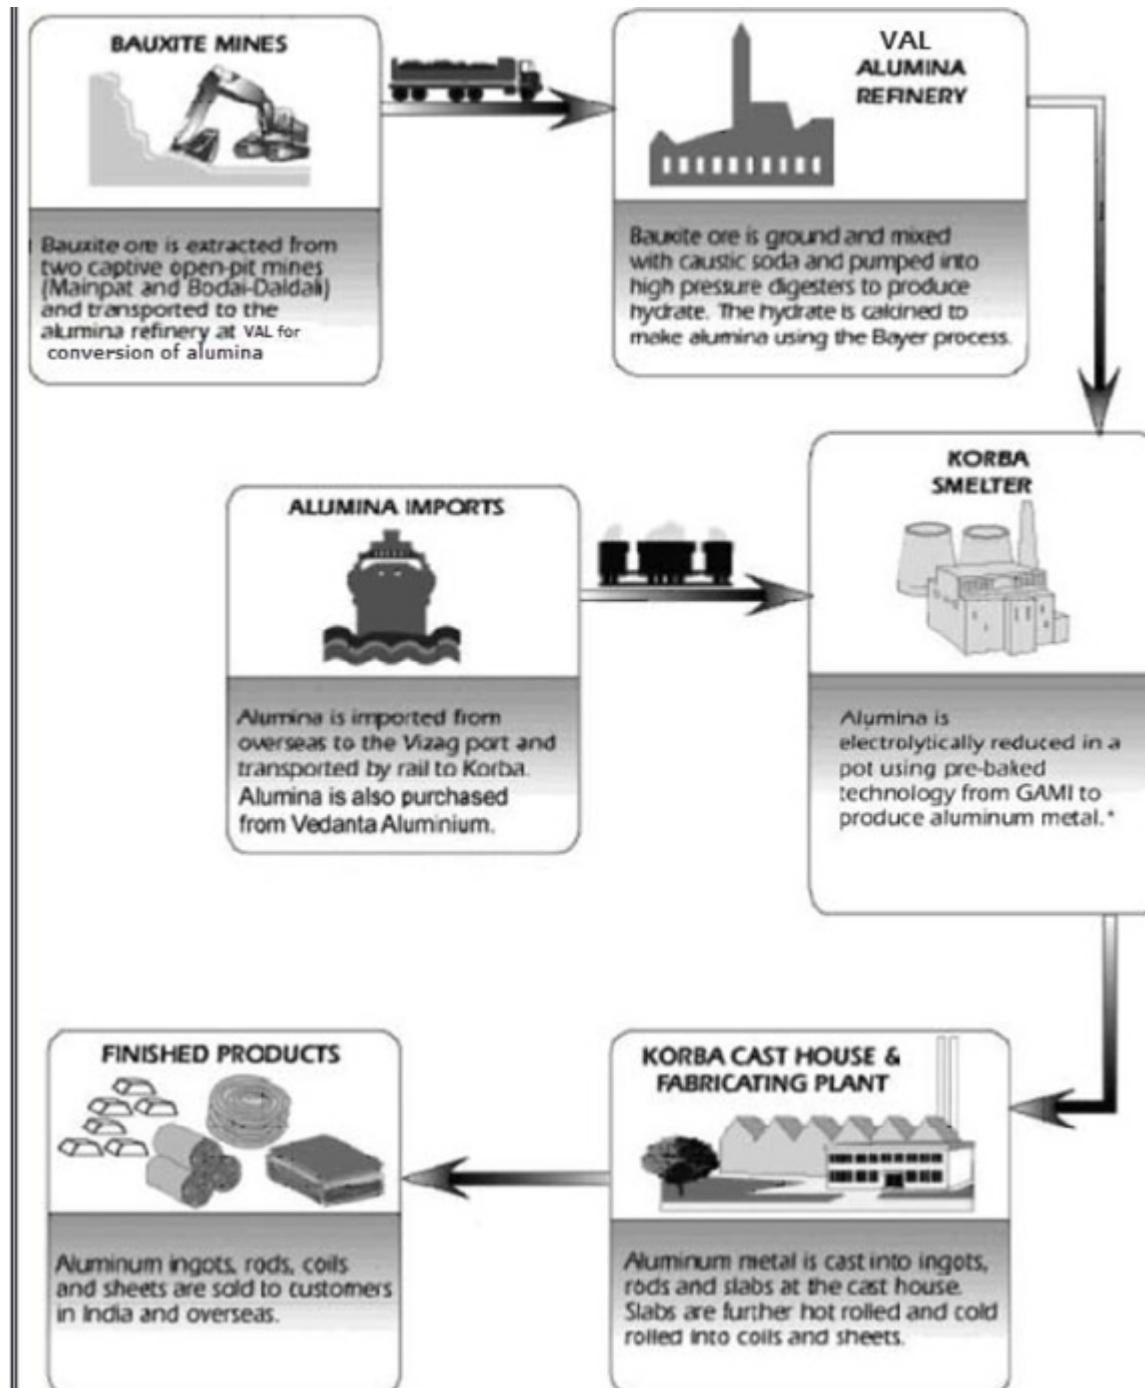 BAUXITE MINES
Bauxite ore is extracted from
two captive open-pit mines
(Mainpat and Bodai-Daldali)
and transported to the
alumina refinery at VAL for
conversion of alumina
VAL
ALUMINA
REFINERY
Bauxite ore is ground and mixed
with caustic soda and pumped into
high pressure digesters to produce
hydrate. The hydrate is calcined to
make alumina using the Bayer process.
ALUMINA IMPORTS
Alumina is imported from
overseas to the Vizag port and
transported by rail to Korba.
Alumina is also purchased
from Vedanta Aluminium.
KORBA
SMELTER
Alumina is
electrolytically reduced in a
pot using pre-baked
technology from GAMI to
produce aluminum metal.*
KORBA CAST HOUSE &
FABRICATING PLANT
Aluminum metal is cast into ingots,
rods and slabs at the cast house.
Slabs are further hot rolled and cold
rolled into coils and sheets.
FINISHED PRODUCTS
Aluminum ingots, rods, coils
and sheets are sold to customers
in India and overseas.